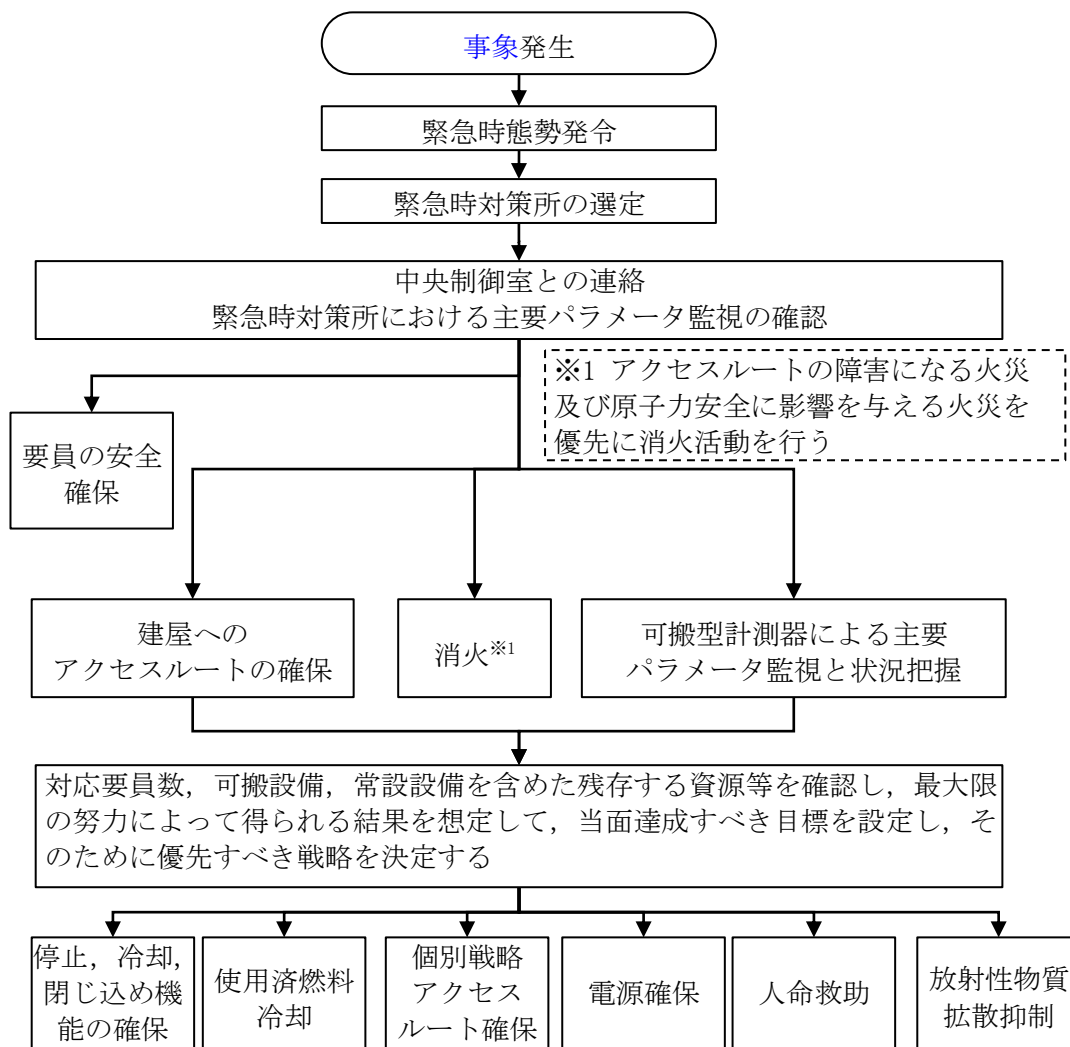 事象発生
緊急時態勢発令
緊急時対策所の選定
中央制御室との連絡
緊急時対策所における主要パラメータ監視の確認
※1 アクセスルートの障害になる火災
及び原子力安全に影響を与える火災を
優先に消火活動を行う
要員の安全
確保
建屋への
アクセスルートの確保
消火※1
可搬型計測器による主要
パラメータ監視と状況把握
対応要員数，可搬設備，常設設備を含めた残存する資源等を確認し，最大限
の努力によって得られる結果を想定して，当面達成すべき目標を設定し，そ
のために優先すべき戦略を決定する
停止，冷却，
閉じ込め機
能の確保
使用済燃料
冷却
個別戦略
アクセス
ルート確保
電源確保
人命救助
放射性物質
拡散抑制